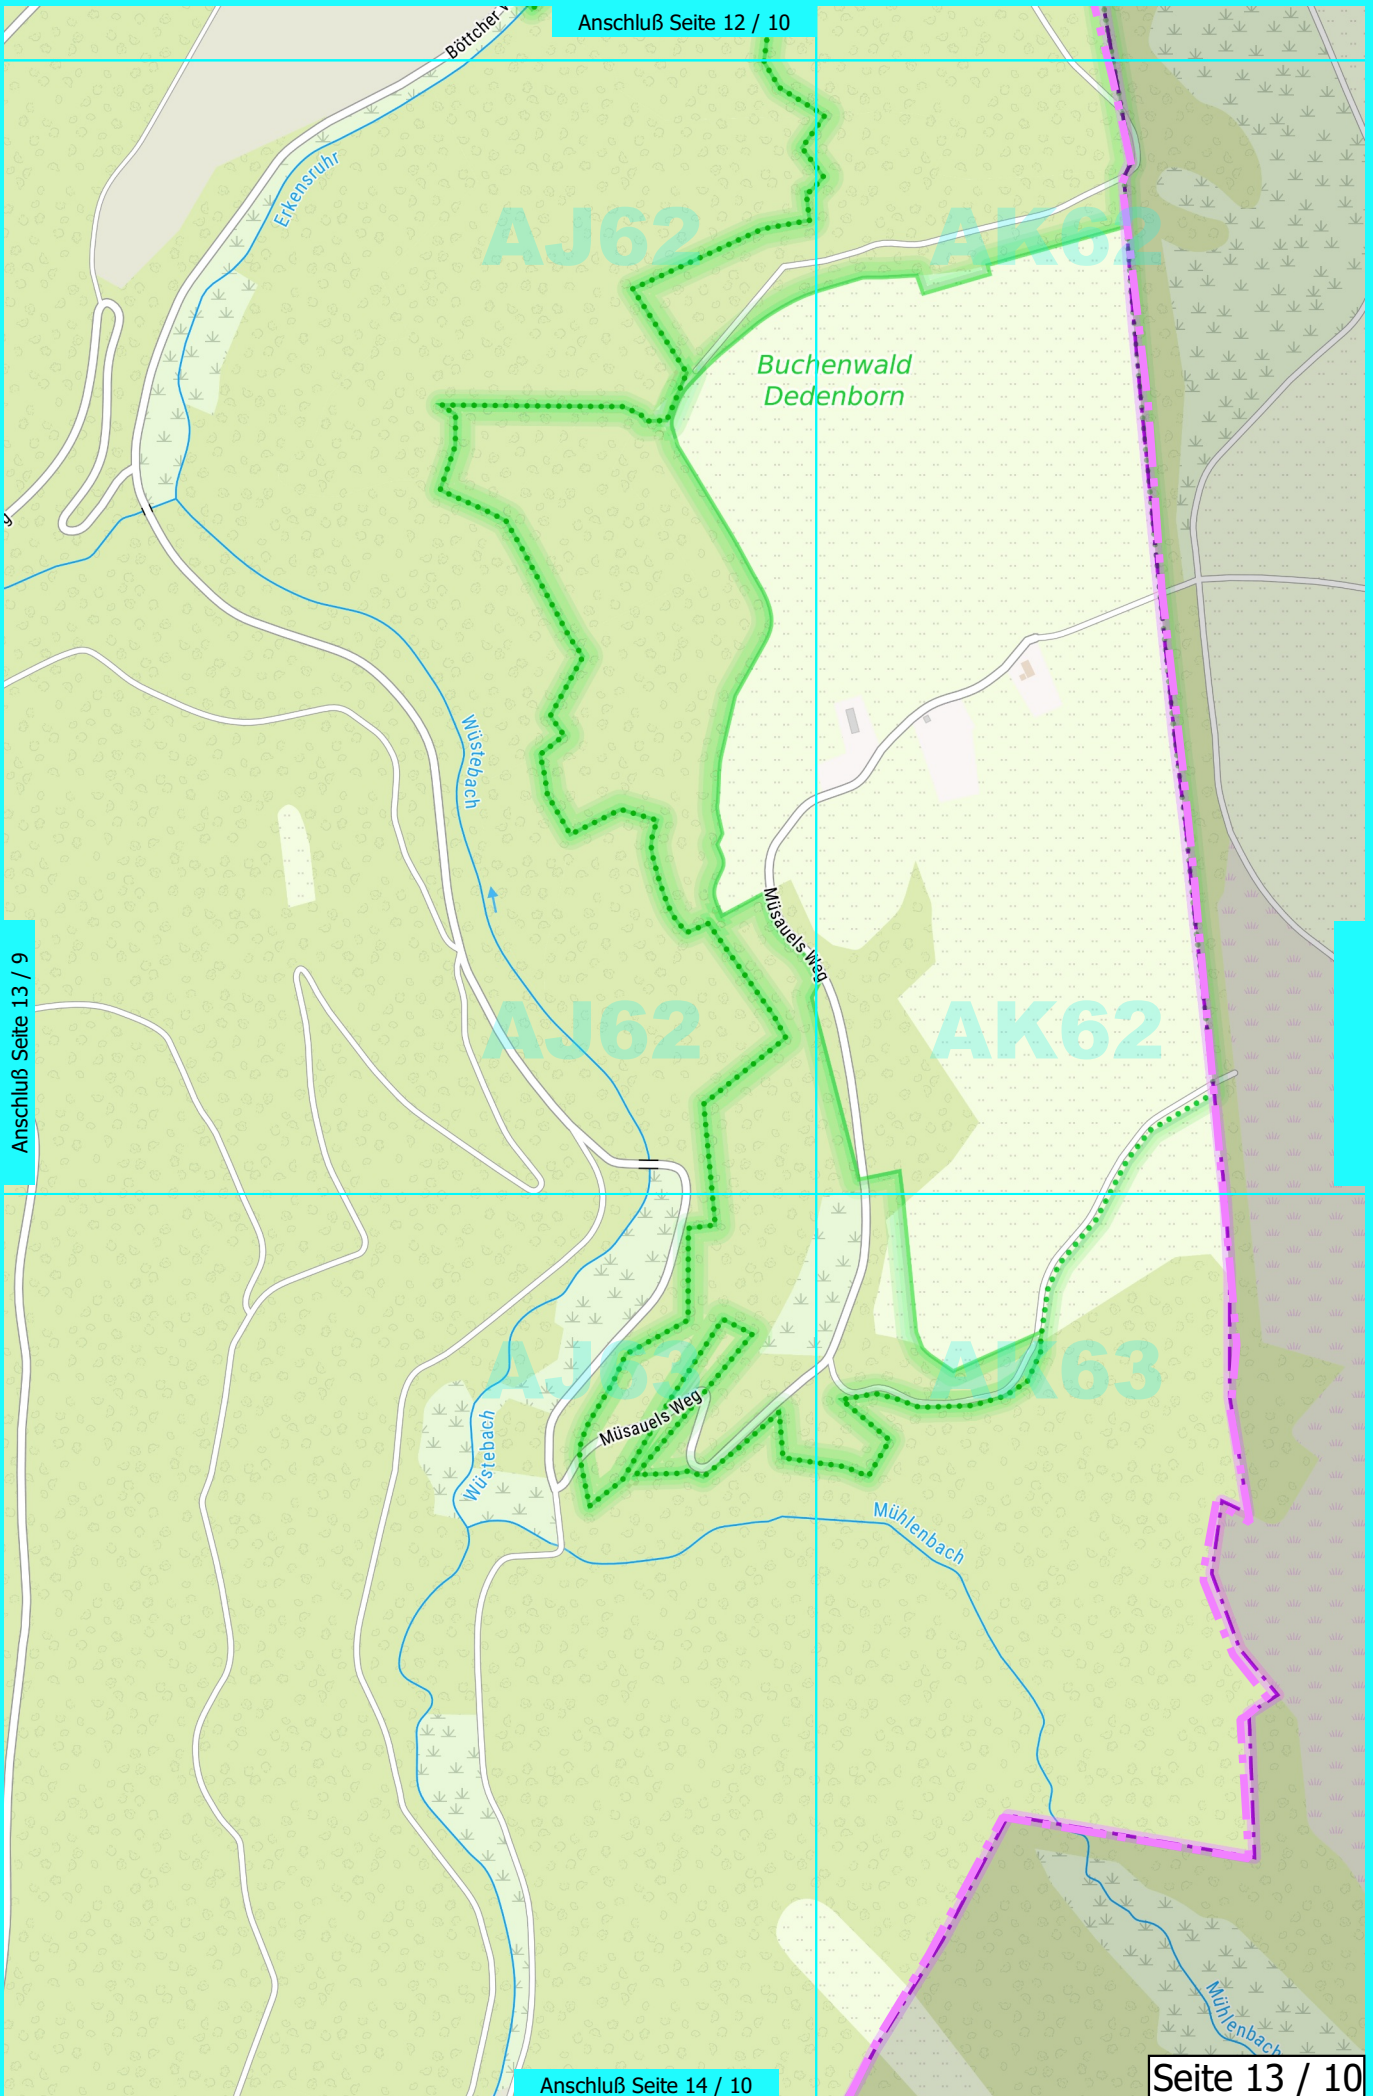 Anschluß Seite 12 / 10
Böttcher
Erkensruhr
AJ62
AK62
Buchenwald
Dedenborn
Wüstebach
Müsauels Weg
Anschluß Seite 13 / 9
AJ62
AK62
AJ63
AK63
Müsauels Weg
Wüstebach
Mühlenbach
Mühlenbach
Anschluß Seite 14 / 10
Seite 13 / 10